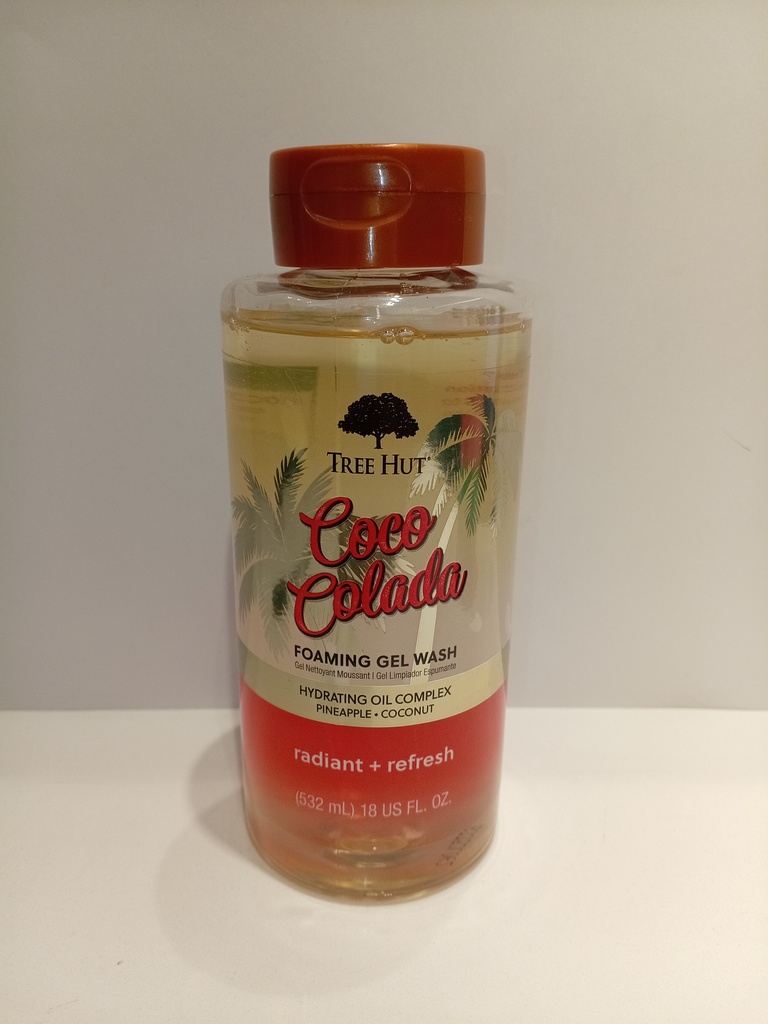 TREE HUT
Coco
Colada
FOAMING GEL WASH
Gel Nettoyant Moussant | Gel Limpiador Espumante
HYDRATING OIL COMPLEX
PINEAPPLE • COCONUT
radiant + refresh
(532 mL) 18 US FL. OZ.